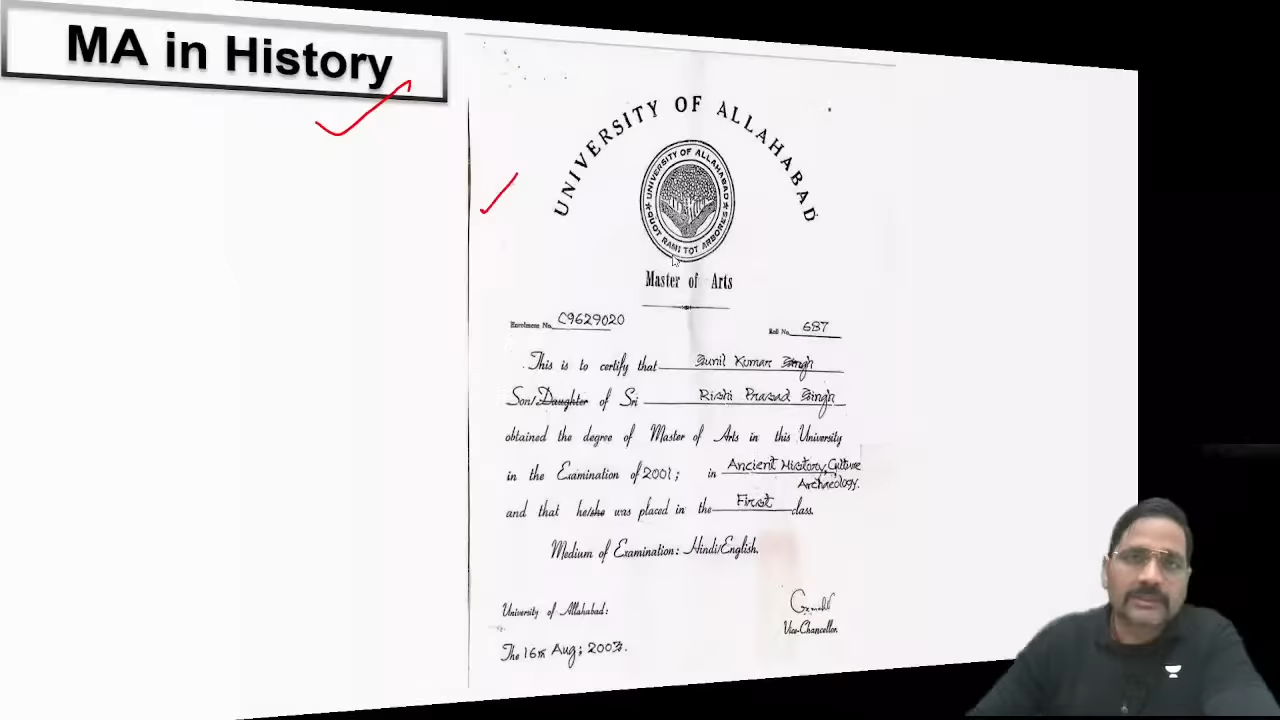 MA in History
UNIVERSITY OF ALLAHABAD
UNIVERSITY OF ALLAHABAD
QUOT RAMI TOT ARBORES
Master of Arts
Enrolment No. C9629020
Roll No. 687
This is to certify that Sunil Kumar Singh
Son/Daughter of Sri Rishi Prasad Singh
obtained the degree of Master of Arts in this University
in the Examination of 2001; in Ancient History, Culture
Archaeology.
and that he/she was placed in the First class.
Medium of Examination: Hindi/English.
University of Allahabad:
Vice-Chancellor.
The 16th Aug; 2003.